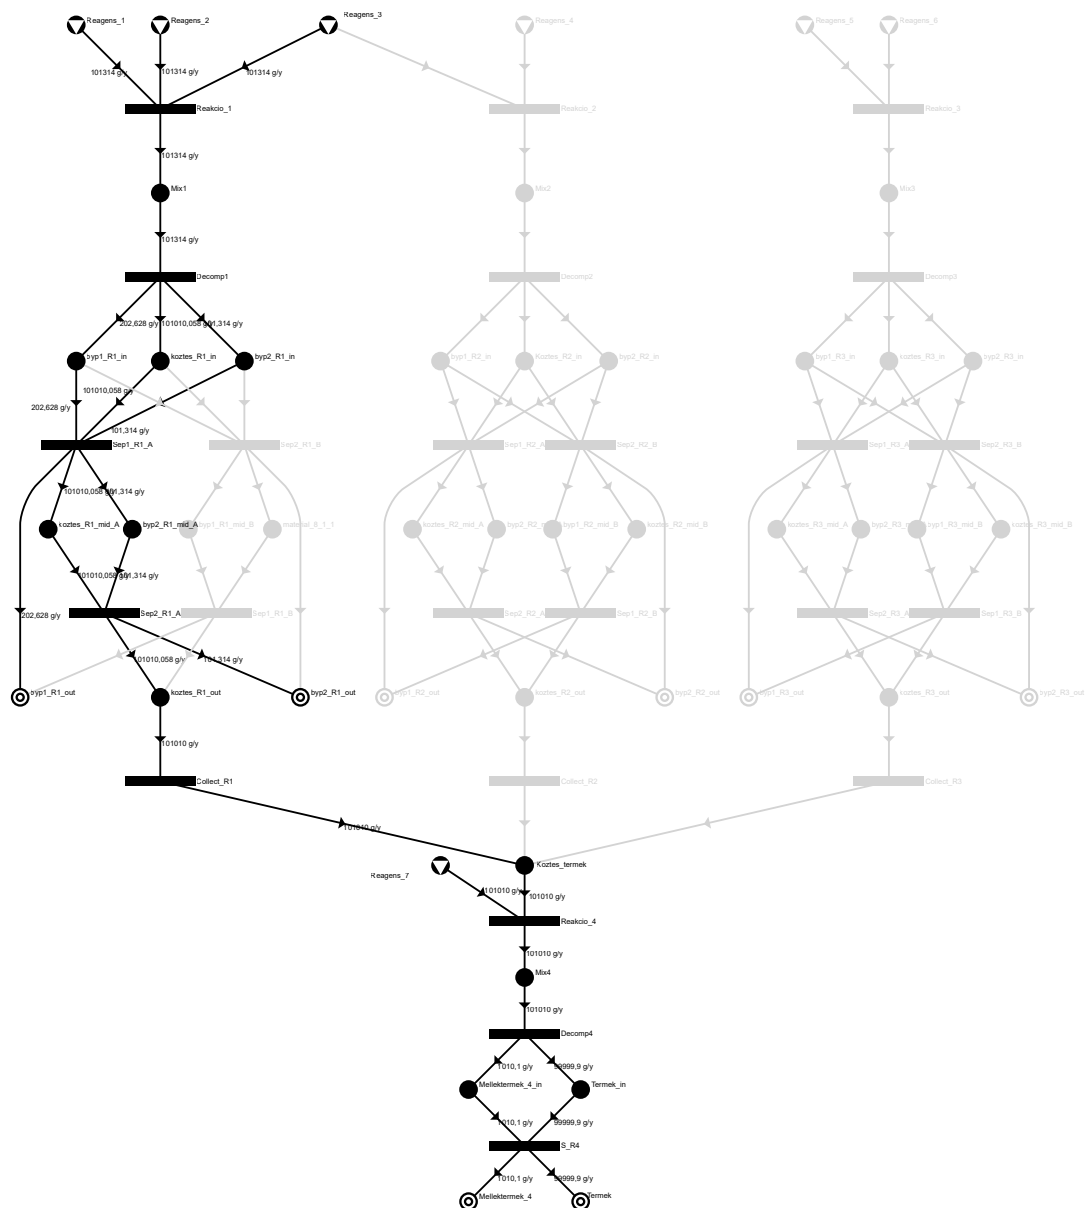 Reagens_1
Reagens_2
Reagens_3
Reagens_4
Reagens_5
Reagens_6
101314 g/y
101314 g/y
101314 g/y
Reakcio_1
Reakcio_2
Reakcio_3
101314 g/y
Mix1
Mix2
Mix3
101314 g/y
Decomp1
Decomp2
Decomp3
202,628 g/y
101010,058 g/y
101,314 g/y
byp1_R1_in
koztes_R1_in
byp2_R1_in
byp1_R2_in
Koztes_R2_in
byp2_R2_in
byp1_R3_in
koztes_R3_in
byp2_R3_in
101010,058 g/y
202,628 g/y
101,314 g/y
Sep1_R1_A
Sep2_R1_B
Sep1_R2_A
Sep2_R2_B
Sep1_R3_A
Sep2_R3_B
101010,058 g/y
101,314 g/y
koztes_R1_mid_A
byp2_R1_mid_A
byp1_R1_mid_B
material_6_1_1
koztes_R2_mid_A
byp2_R2_mid_A
byp1_R2_mid_B
koztes_R2_mid_B
koztes_R3_mid_A
byp2_R3_mid_A
byp1_R3_mid_B
koztes_R3_mid_B
101010,058 g/y
101,314 g/y
202,628 g/y
Sep2_R1_A
Sep1_R1_B
Sep2_R2_A
Sep1_R2_B
Sep2_R3_A
Sep1_R3_B
101010,058 g/y
101,314 g/y
byp1_R1_out
koztes_R1_out
byp2_R1_out
byp1_R2_out
koztes_R2_out
byp2_R2_out
byp1_R3_out
koztes_R3_out
byp2_R3_out
101010 g/y
Collect_R1
Collect_R2
Collect_R3
101010 g/y
Koztes_termek
Reagens_7
101010 g/y
101010 g/y
Reakcio_4
101010 g/y
Mix4
101010 g/y
Decomp4
1010,1 g/y
99999,9 g/y
Mellektermek_4_in
Termek_in
1010,1 g/y
99999,9 g/y
S_R4
1010,1 g/y
99999,9 g/y
Mellektermek_4
Termek